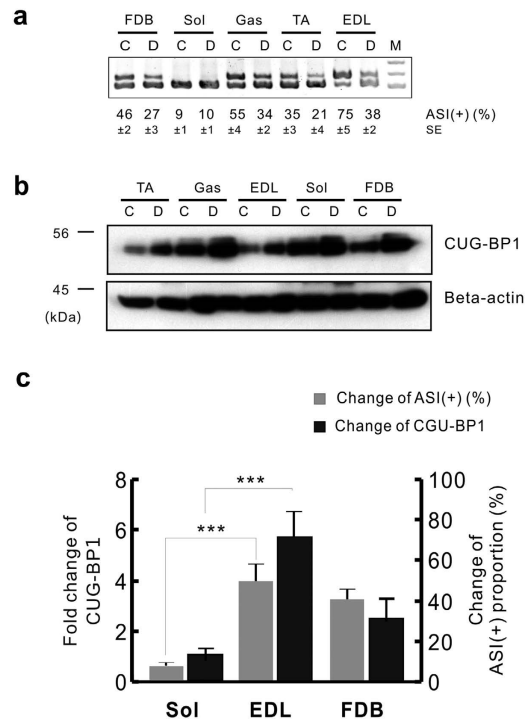 a
FDB Sol Gas TA EDL
C D C D C D C D C D M
46 27 9 10 55 34 35 21 75 38 ASI(+) (%)
±2 ±3 ±1 ±1 ±4 ±2 ±3 ±4 ±5 ±2 SE
b
TA Gas EDL Sol FDB
C D C D C D C D C D
56
CUG-BP1
45
Beta-actin
(kDa)
c
Change of ASI(+) (%)
Change of CGU-BP1
Fold change of
CUG-BP1
8
6
4
2
0
***
***
100
80
60
40
20
0
Change of
ASI(+) proportion (%)
Sol EDL FDB